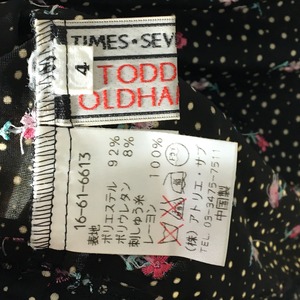 TIMES・SEV
4
TODD
OLDHA
16-61-6613
表地
ポリエステル 92%
ポリウレタン 8%
刺しゅう糸
レーヨン 100%
(株)アトリエ・サブ
TEL.03-3475-7511
中国製